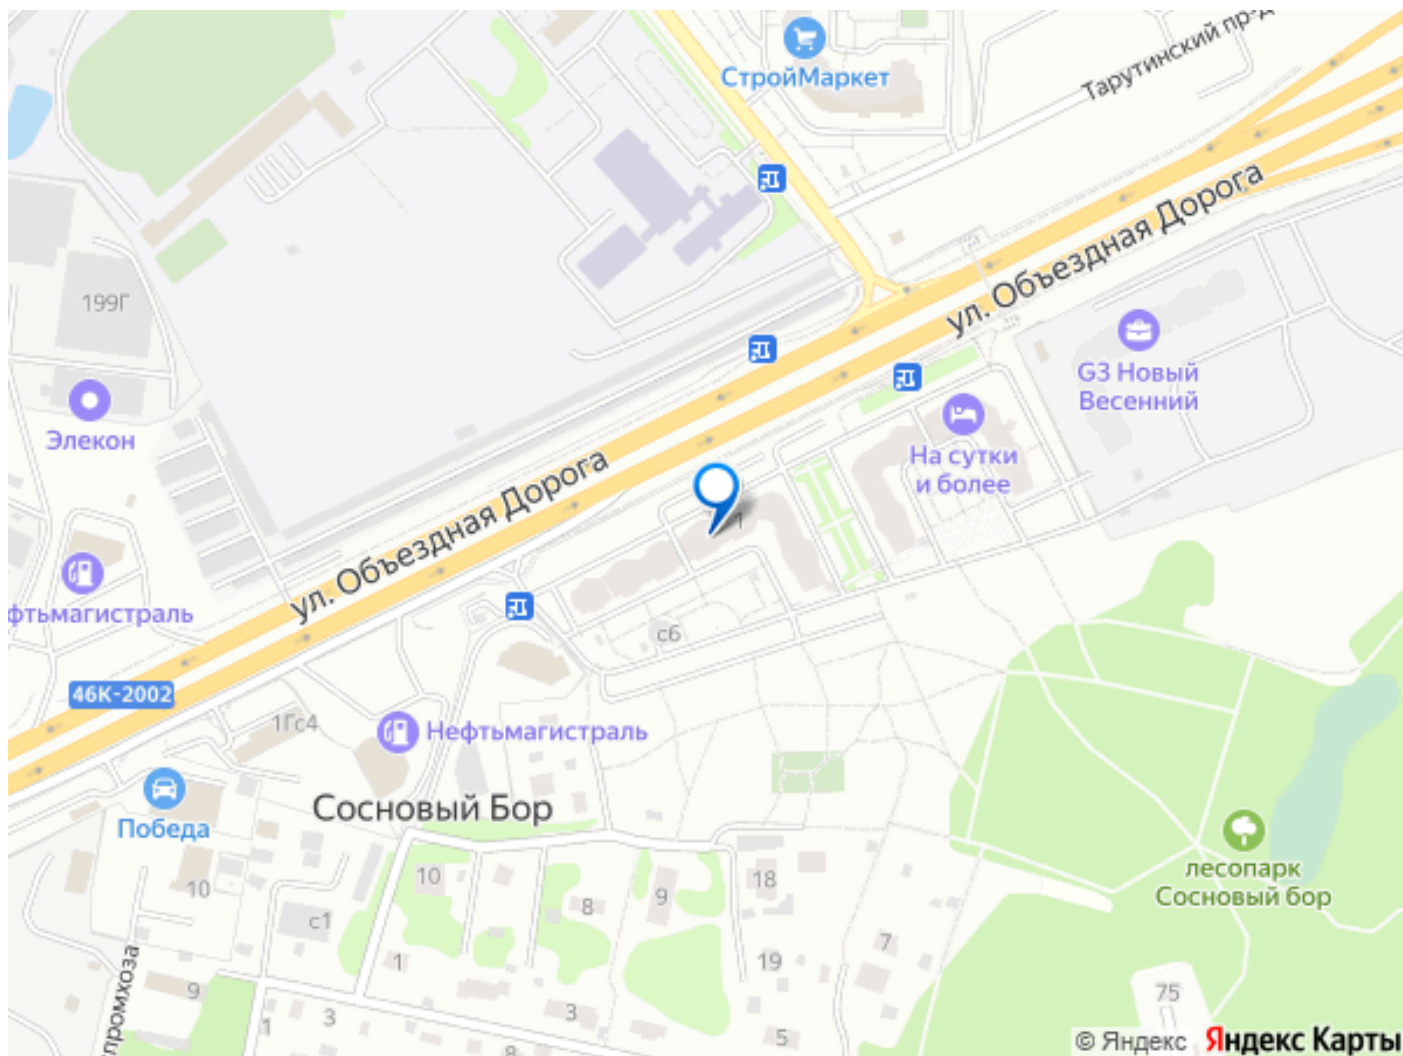 СтройМаркет
Тарутинский пр-д
ул. Объездная Дорога
199Г
G3 Новый
Весенний
Элекон
На сутки
и более
ул. Объездная Дорога
1
фтьмагистраль
с6
46К-2002
1Гс4
Нефтьмагистраль
Победа
Сосновый Бор
лесопарк
Сосновый бор
10
10
18
8
9
с1
7
1
19
9
75
промхоза
1
3
3
5
8
© Яндекс Яндекс Карты